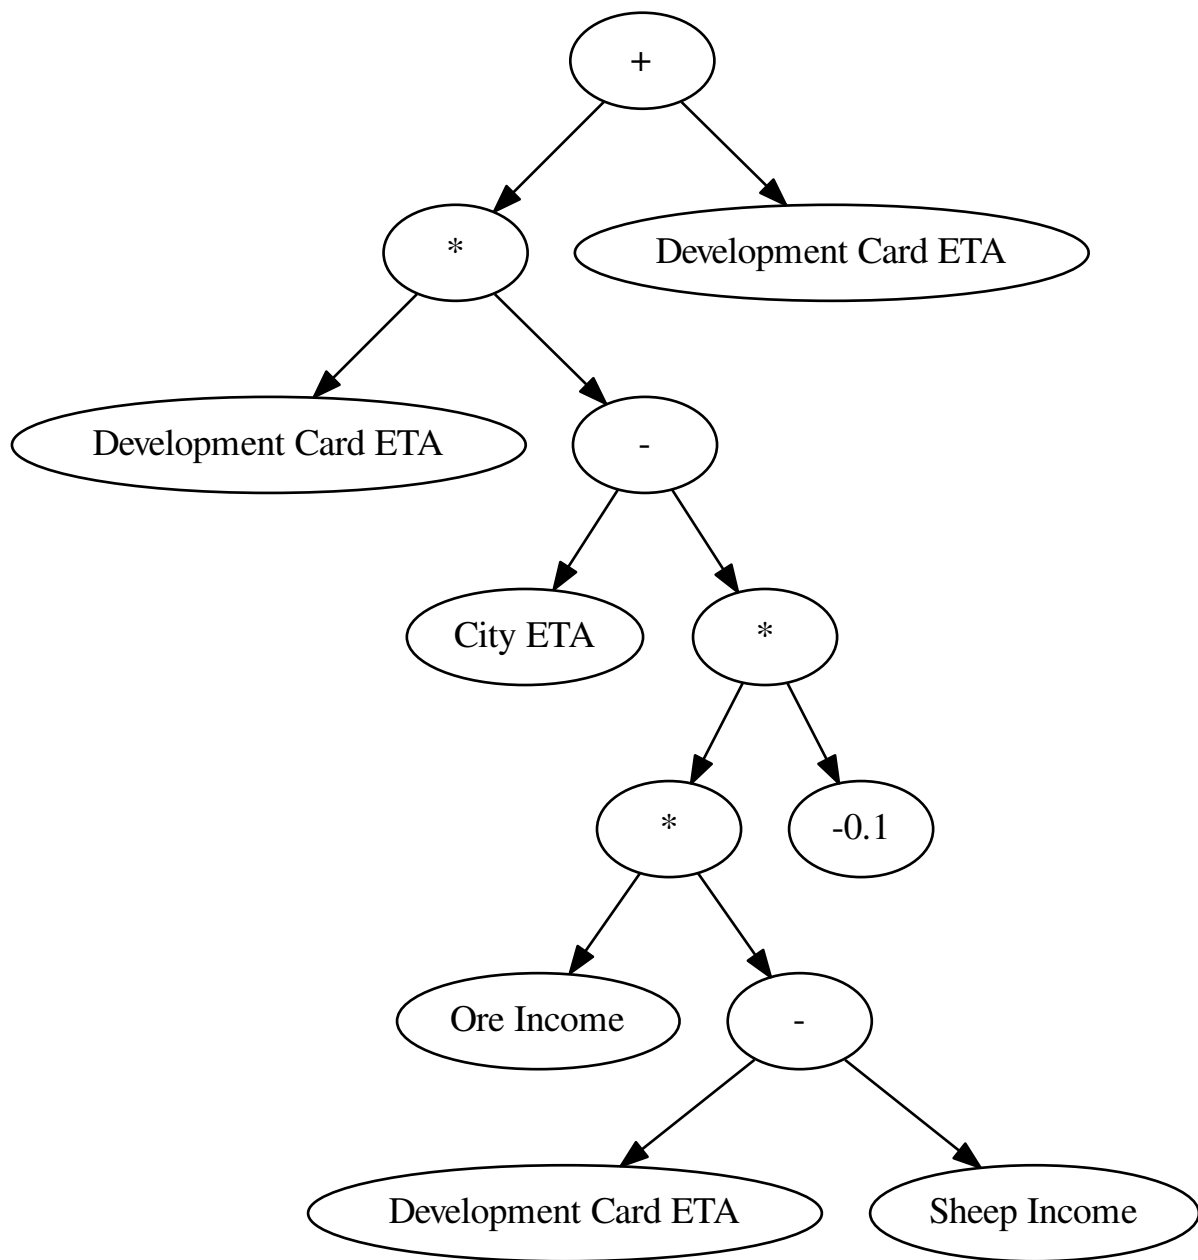 +
*
Development Card ETA
Development Card ETA
-
City ETA
*
*
-0.1
Ore Income
-
Development Card ETA
Sheep Income